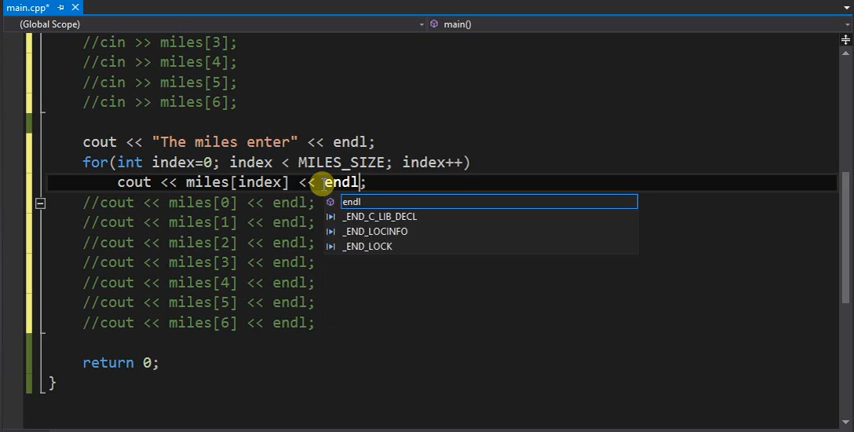 main.cpp*
(Global Scope) main()
//cin >> miles[3];
//cin >> miles[4];
//cin >> miles[5];
//cin >> miles[6];
cout << "The miles enter" << endl;
for(int index=0; index < MILES_SIZE; index++)
cout << miles[index] << endl;
//cout << miles[0] << endl;
endl
//cout << miles[1] << endl;
_END_C_LIB_DECL
//cout << miles[2] << endl;
_END_LOCINFO
_END_LOCK
//cout << miles[3] << endl;
//cout << miles[4] << endl;
//cout << miles[5] << endl;
//cout << miles[6] << endl;
return 0;
}